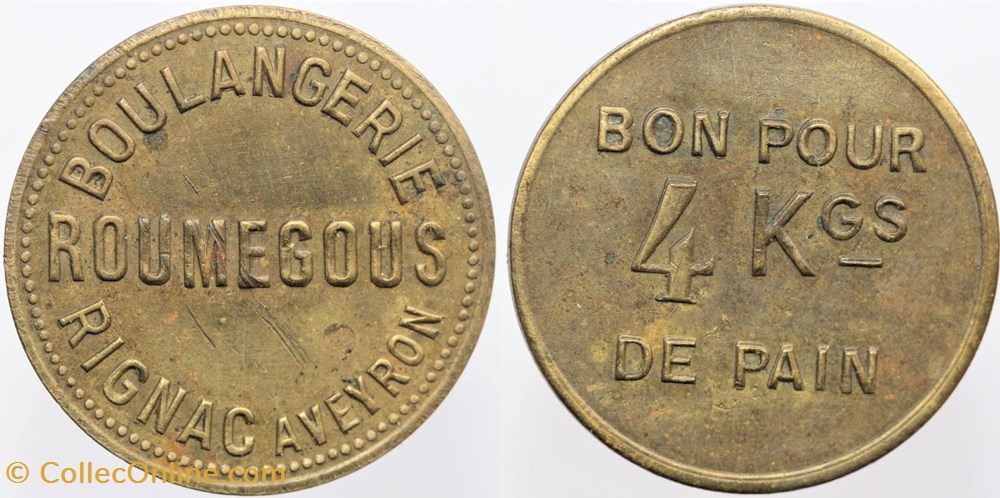 BOULANGERIE
ROUMEGOUS
RIGNAC AVEYRON
BON POUR
4 KGS
DE PAIN
© CollecOnline.com